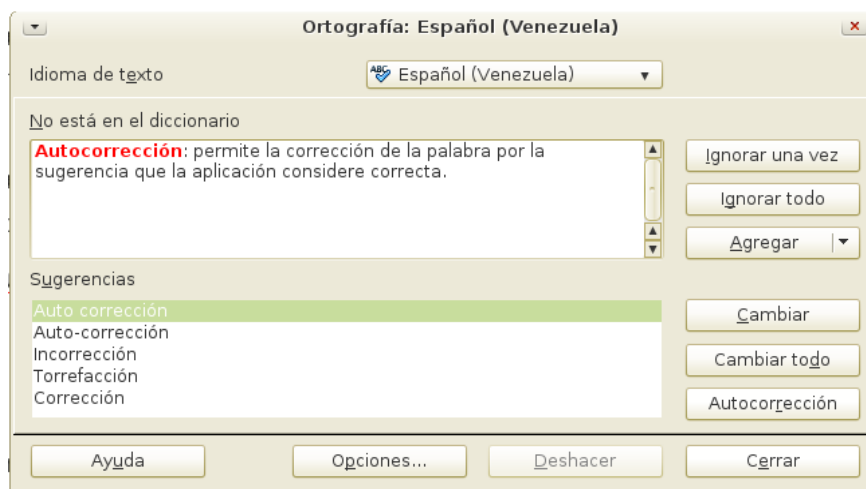 Ortografía: Español (Venezuela)
Idioma de texto
Español (Venezuela)
No está en el diccionario
Autocorrección: permite la corrección de la palabra por la
sugerencia que la aplicación considere correcta.
Ignorar una vez
Ignorar todo
Agregar
Sugerencias
Auto corrección
Auto-corrección
Incorrección
Torrefacción
Corrección
Cambiar
Cambiar todo
Autocorrección
Ayuda
Opciones...
Deshacer
Cerrar